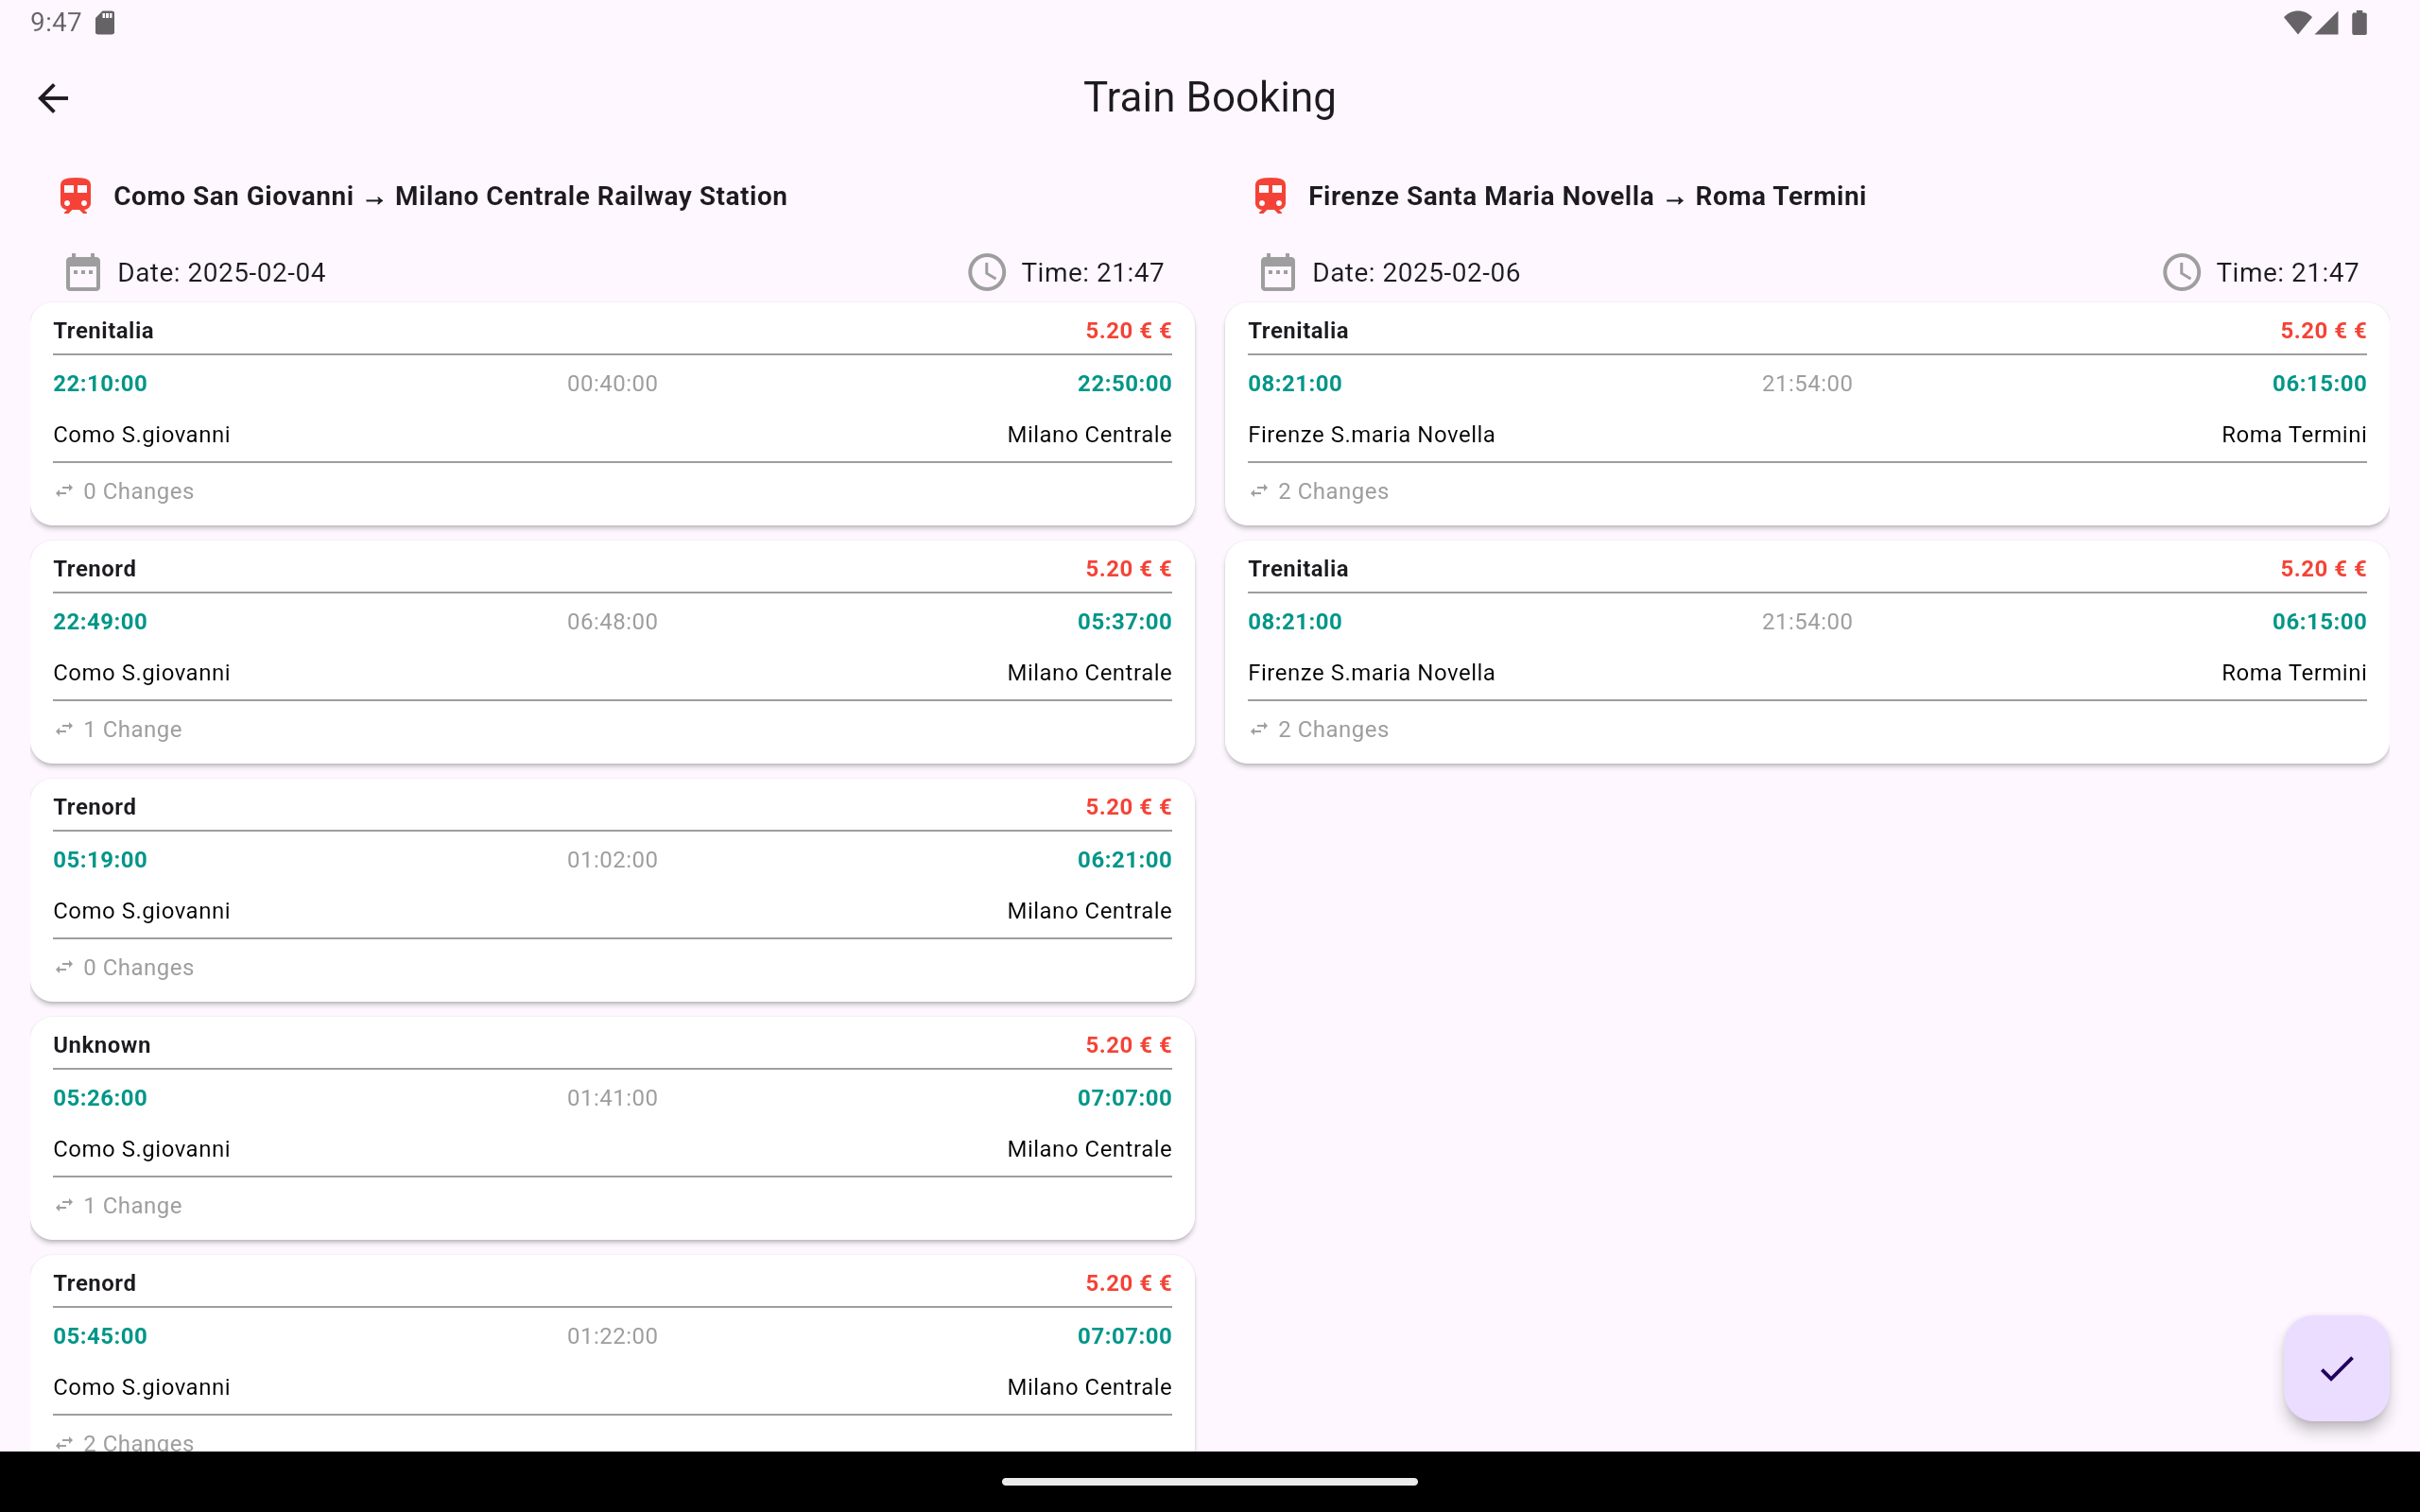 9:47
Train Booking
Como San Giovanni → Milano Centrale Railway Station
Date: 2025-02-04 Time: 21:47
Trenitalia 5.20 € €
22:10:00 00:40:00 22:50:00
Como S.giovanni Milano Centrale
0 Changes
Trenord 5.20 € €
22:49:00 06:48:00 05:37:00
Como S.giovanni Milano Centrale
1 Change
Trenord 5.20 € €
05:19:00 01:02:00 06:21:00
Como S.giovanni Milano Centrale
0 Changes
Unknown 5.20 € €
05:26:00 01:41:00 07:07:00
Como S.giovanni Milano Centrale
1 Change
Trenord 5.20 € €
05:45:00 01:22:00 07:07:00
Como S.giovanni Milano Centrale
2 Changes
Firenze Santa Maria Novella → Roma Termini
Date: 2025-02-06 Time: 21:47
Trenitalia 5.20 € €
08:21:00 21:54:00 06:15:00
Firenze S.maria Novella Roma Termini
2 Changes
Trenitalia 5.20 € €
08:21:00 21:54:00 06:15:00
Firenze S.maria Novella Roma Termini
2 Changes